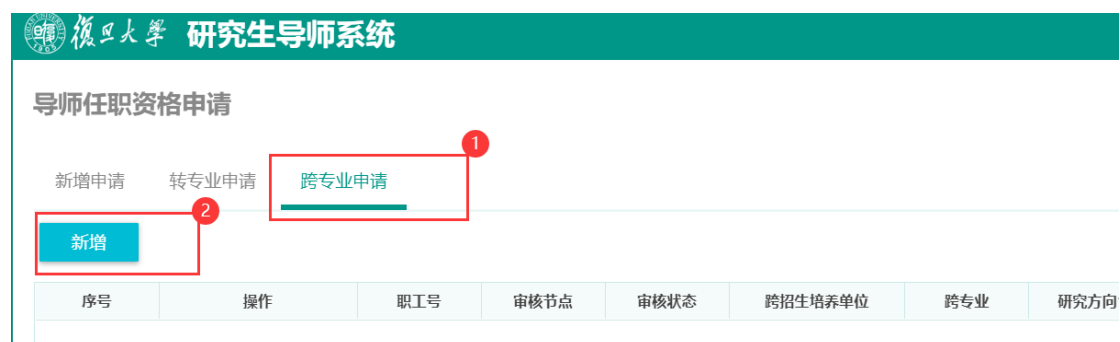 復旦大學 研究生导师系统
导师任职资格申请
1
新增申请 转专业申请 跨专业申请
2
新增
序号 操作 职工号 审核节点 审核状态 跨招生培养单位 跨专业 研究方向